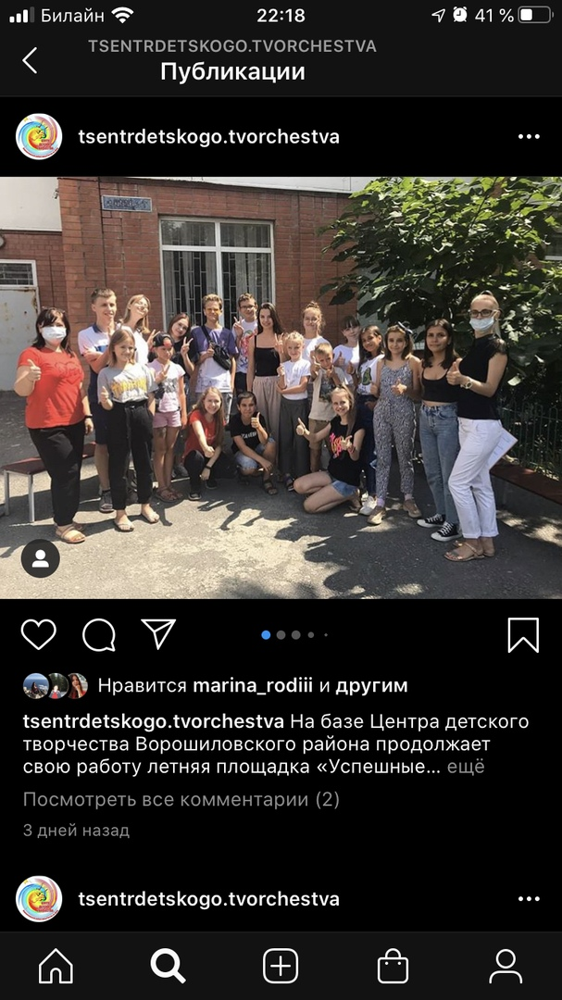 Билайн
22:18
41 %
TSENTRDETSKOGO.TVORCHESTVA
Публикации
tsentrdetskogo.tvorchestva
Нравится marina_rodiii и другим
tsentrdetskogo.tvorchestva На базе Центра детского
творчества Ворошиловского района продолжает
свою работу летняя площадка «Успешные... ещё
Посмотреть все комментарии (2)
3 дней назад
tsentrdetskogo.tvorchestva